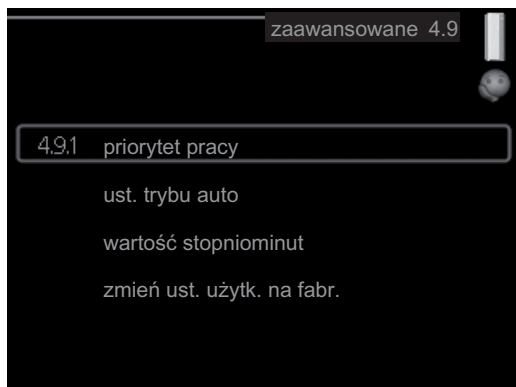 zaawansowane 4.9
4.9.1 priorytet pracy
ust. trybu auto
wartość stopniominut
zmień ust. użytk. na fabr.